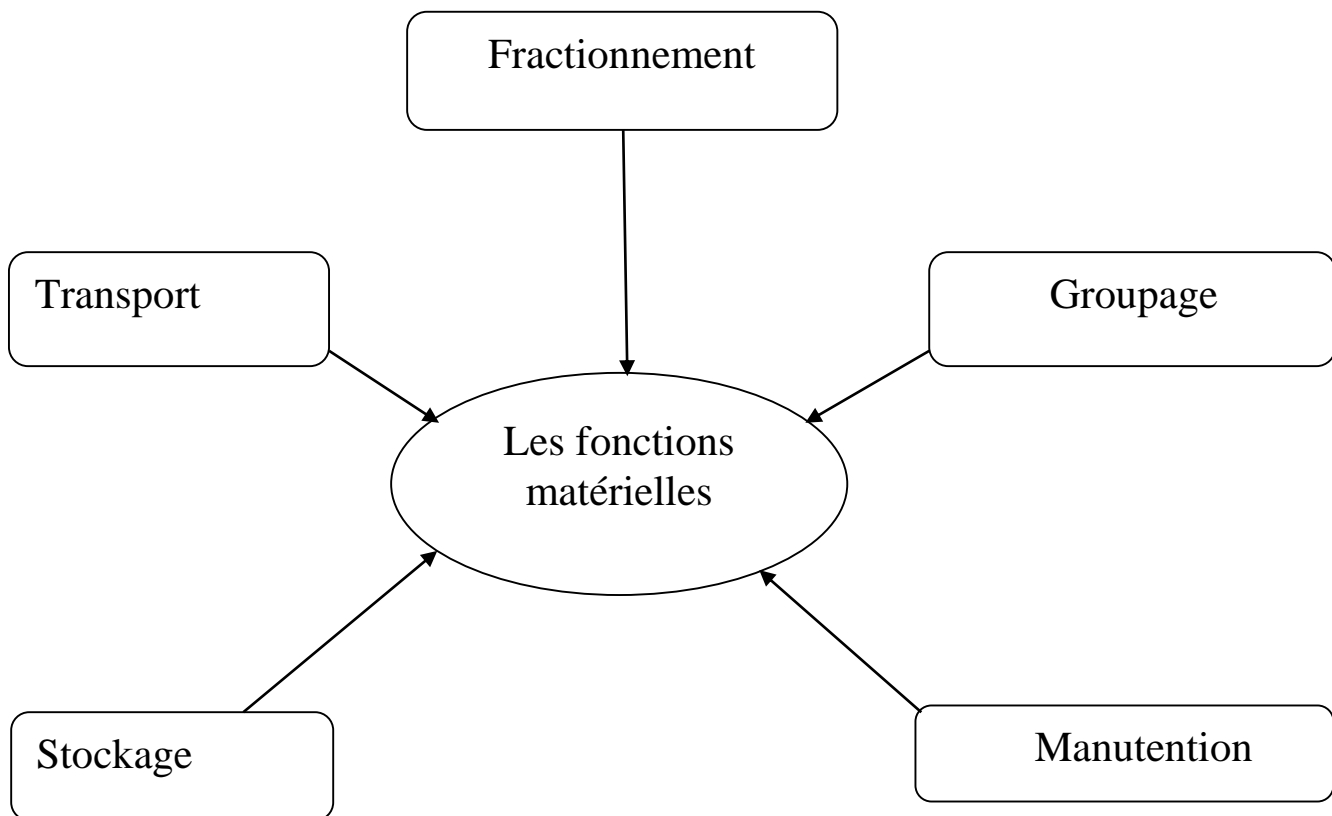 Fractionnement
Transport
Groupage
Les fonctions
matérielles
Stockage
Manutention